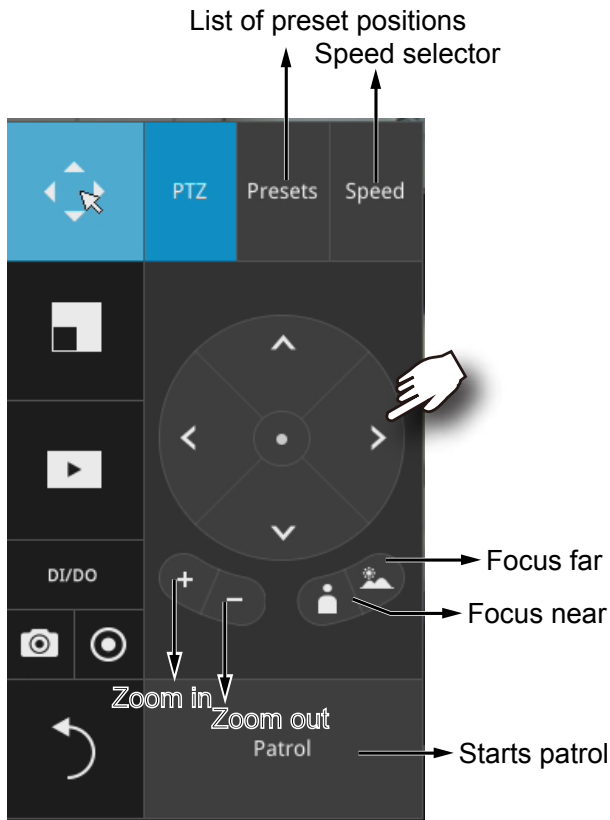 List of preset positions
Speed selector
PTZ
Presets
Speed
DI/DO
Focus far
Focus near
Zoom in
Zoom out
Patrol
Starts patrol